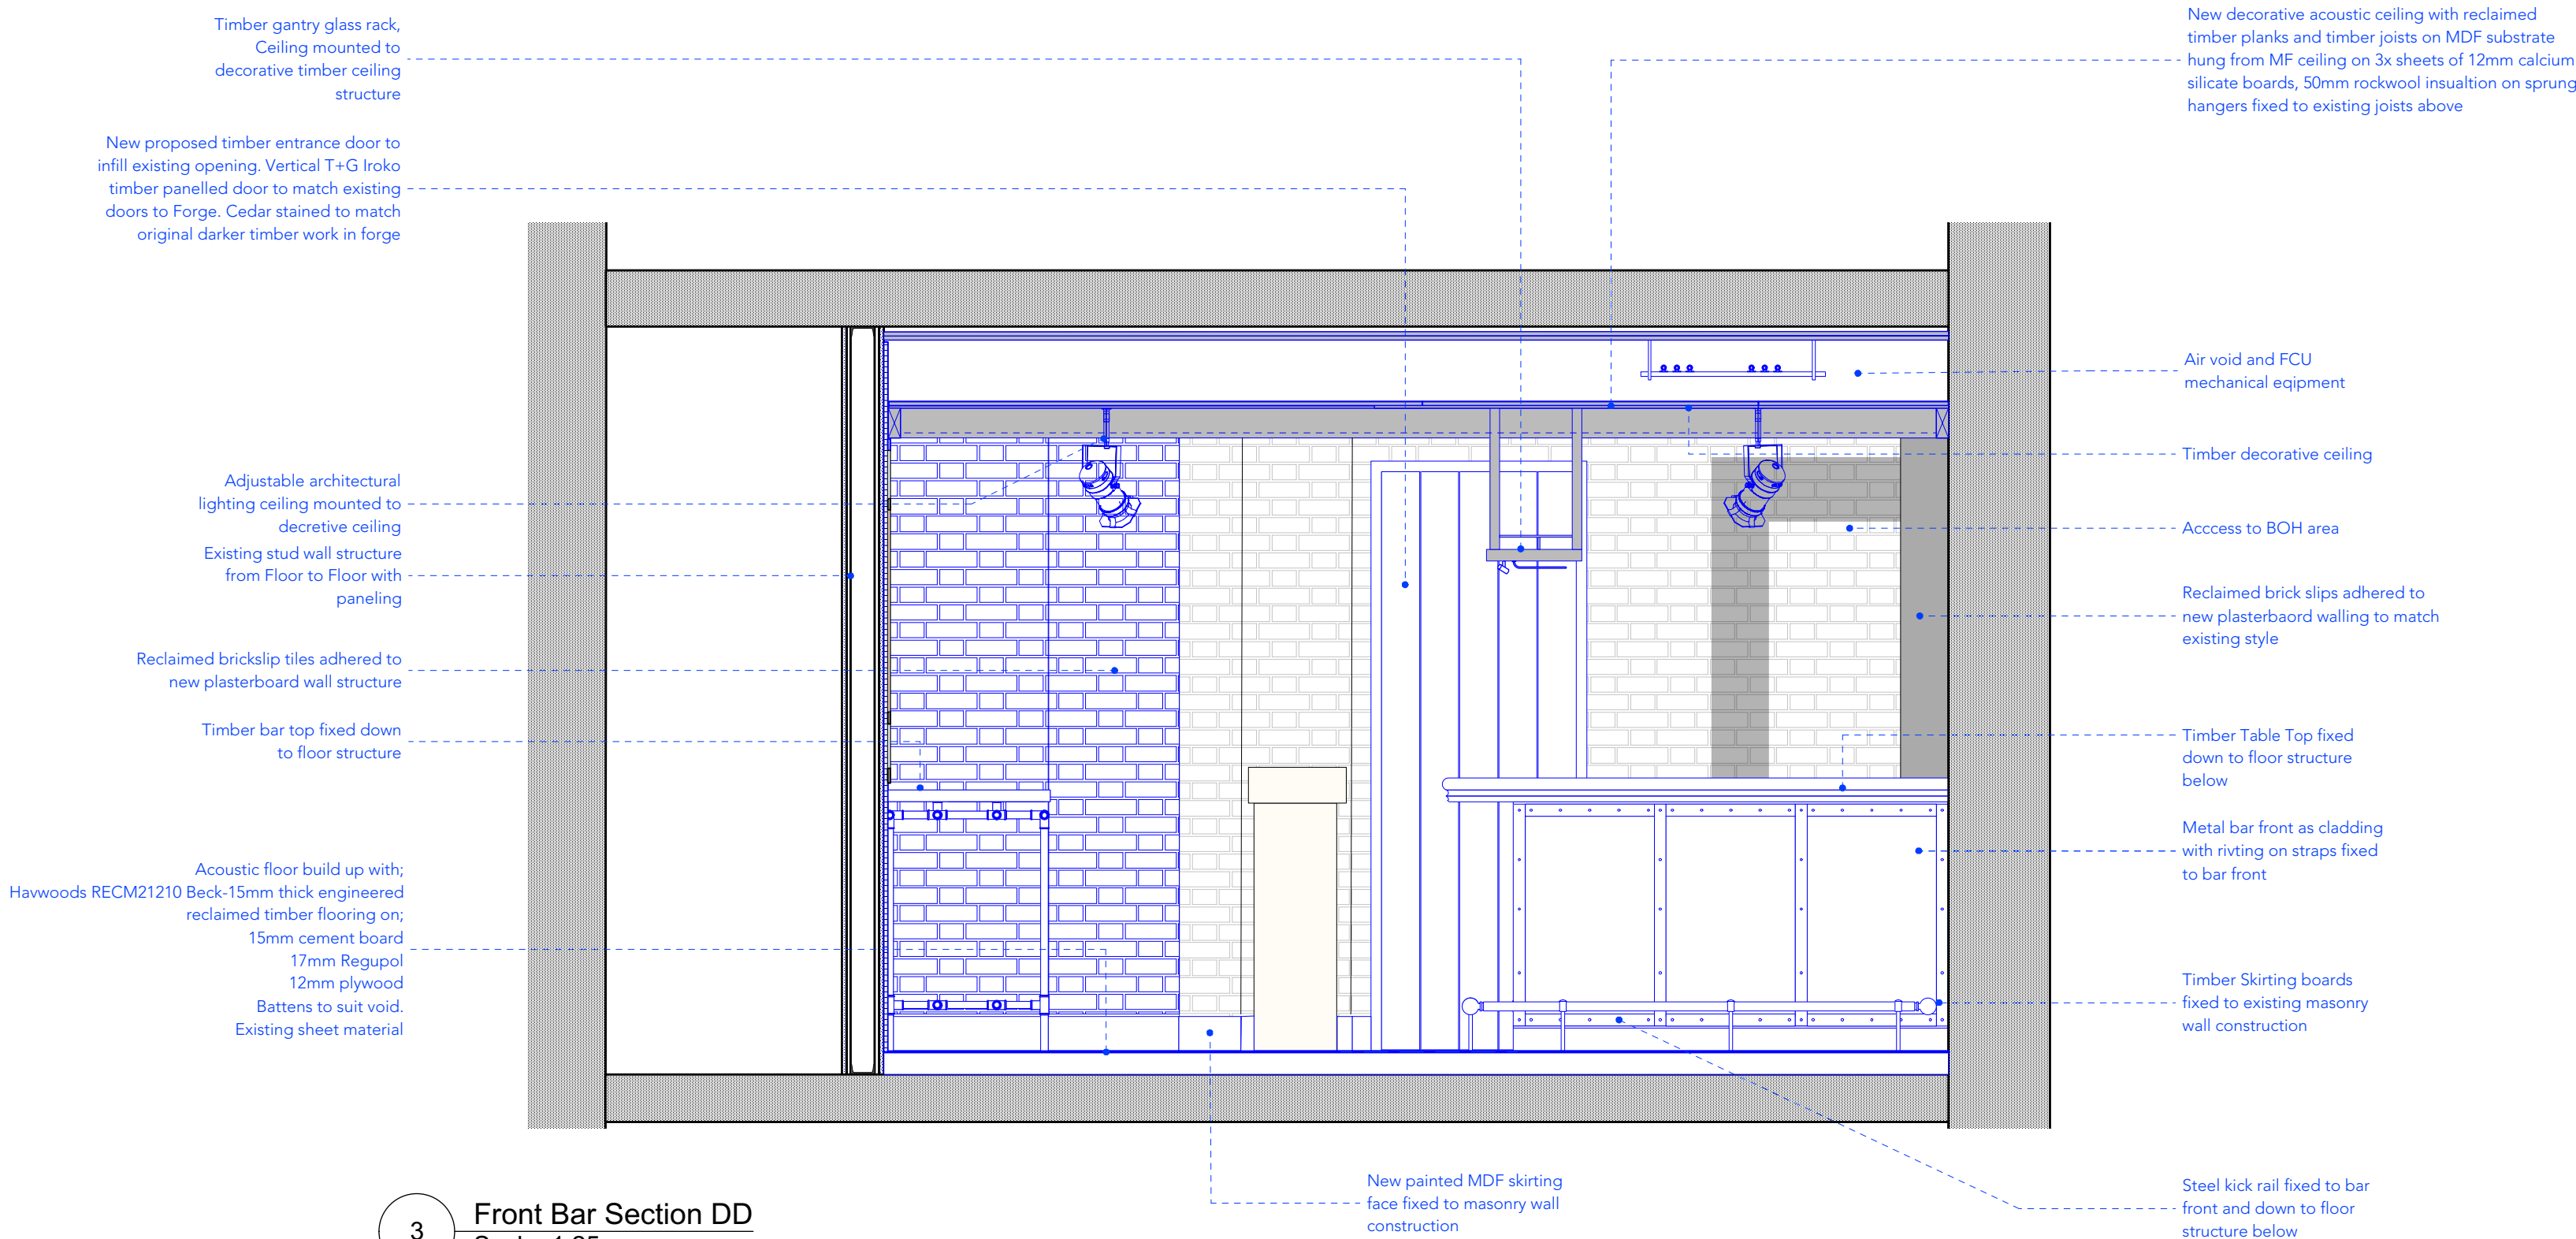 Timber gantry glass rack,
Ceiling mounted to
decorative timber ceiling
structure
New proposed timber entrance door to
infill existing opening. Vertical T+G Iroko
timber panelled door to match existing
doors to Forge. Cedar stained to match
original darker timber work in forge
Adjustable architectural
lighting ceiling mounted to
decretive ceiling
Existing stud wall structure
from Floor to Floor with
paneling
Reclaimed brickslip tiles adhered to
new plasterboard wall structure
Timber bar top fixed down
to floor structure
Acoustic floor build up with;
Havwoods RECM21210 Beck-15mm thick engineered
reclaimed timber flooring on;
15mm cement board
17mm Regupol
12mm plywood
Battens to suit void.
Existing sheet material
New decorative acoustic ceiling with reclaimed
timber planks and timber joists on MDF substrate
hung from MF ceiling on 3x sheets of 12mm calcium
silicate boards, 50mm rockwool insualtion on sprung
hangers fixed to existing joists above
Air void and FCU
mechanical eqipment
Timber decorative ceiling
Acccess to BOH area
Reclaimed brick slips adhered to
new plasterbaord walling to match
existing style
Timber Table Top fixed
down to floor structure
below
Metal bar front as cladding
with rivting on straps fixed
to bar front
Timber Skirting boards
fixed to existing masonry
wall construction
Steel kick rail fixed to bar
front and down to floor
structure below
New painted MDF skirting
face fixed to masonry wall
construction
3
Front Bar Section DD